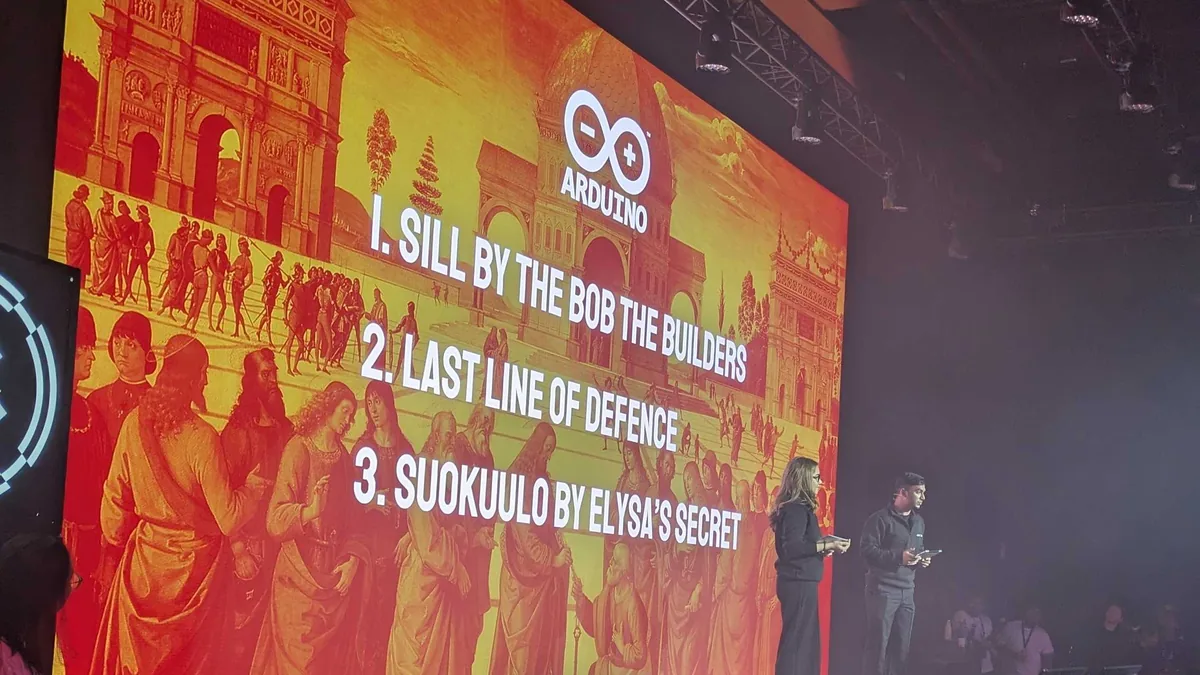 ARDUINO
1. SILL BY THE BOB THE BUILDERS
2. LAST LINE OF DEFENCE
3. SUOKUULO BY ELYSA'S SECRET